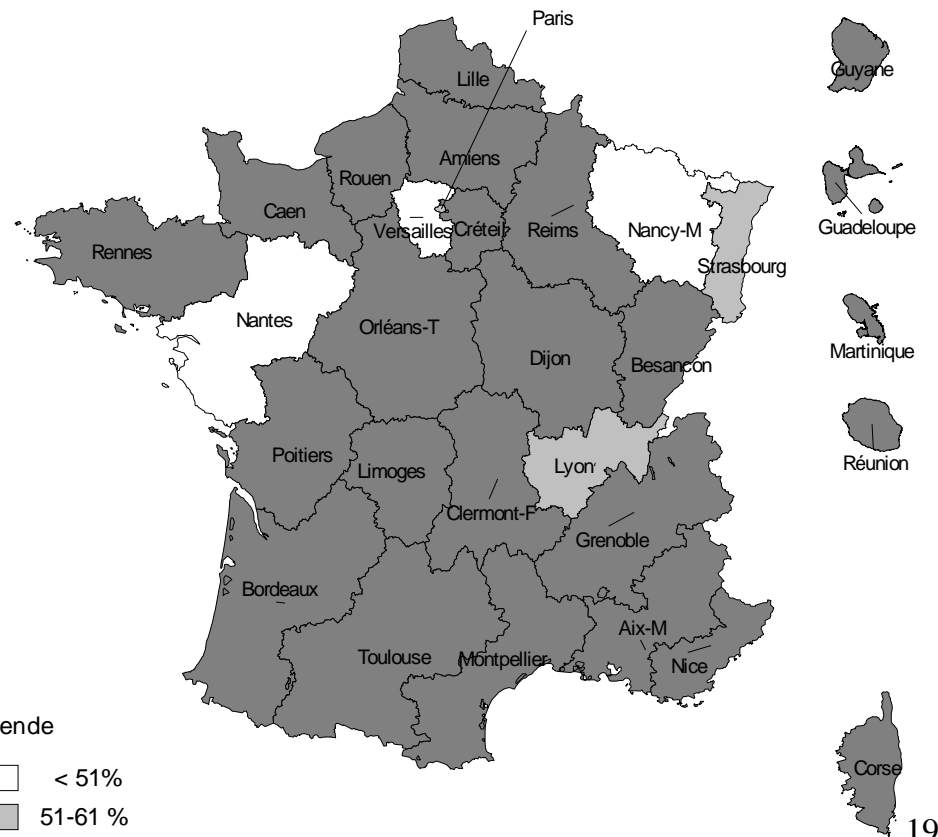 Paris
Lille
Guyane
Amiens
Rouen
Caen
Versailles
Créteil
Reims
Nancy-M
Guadeloupe
Rennes
Strasbourg
Nantes
Orléans-T
Dijon
Besançon
Martinique
Poitiers
Limoges
Lyon
Réunion
Clermont-F
Grenoble
Bordeaux
Aix-M
Toulouse
Montpellier
Nice
ende
< 51%
Corse
51-61 %
19